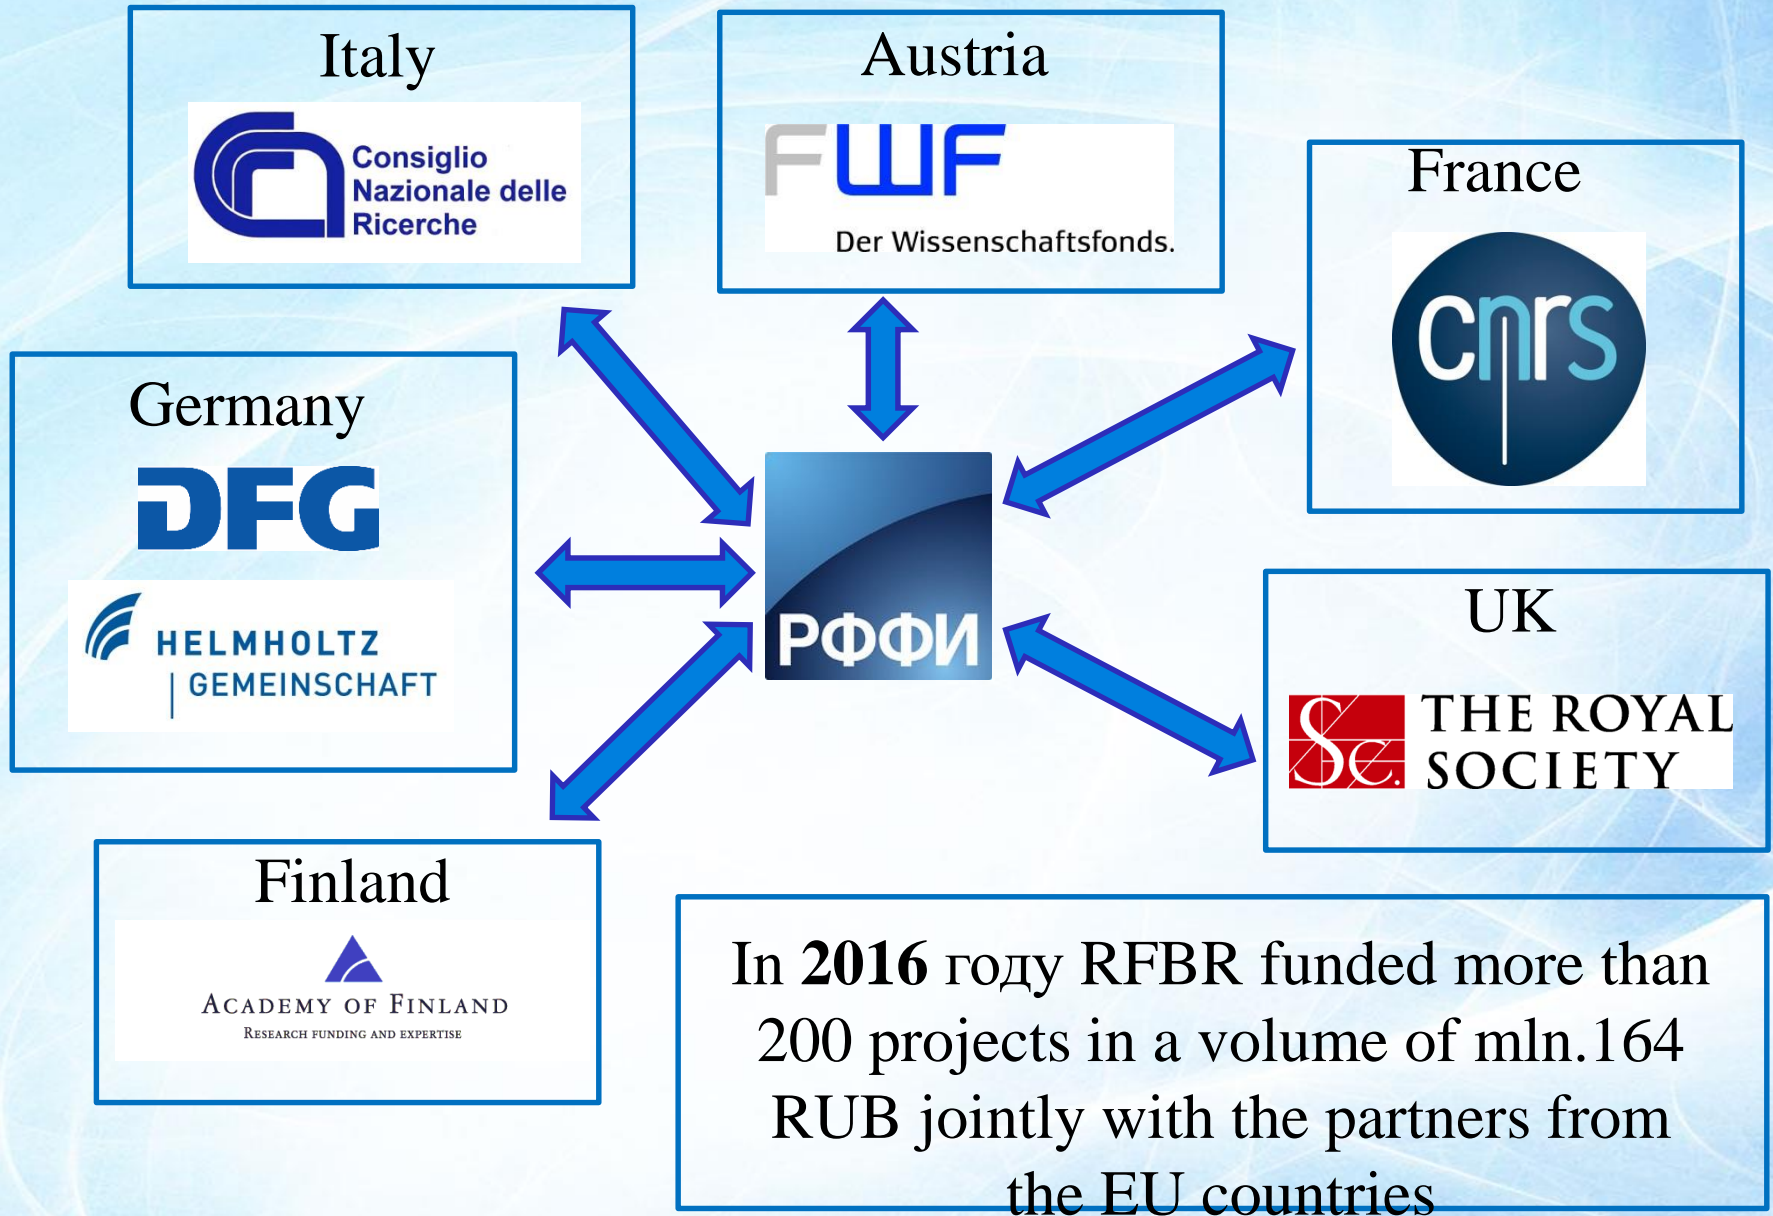 Italy
Consiglio
Nazionale delle
Ricerche
Austria
FWF
Der Wissenschaftsfonds.
France
cnrs
Germany
DFG
HELMHOLTZ
GEMEINSCHAFT
РФФИ
UK
Sc.
THE ROYAL
SOCIETY
Finland
ACADEMY OF FINLAND
RESEARCH FUNDING AND EXPERTISE
In 2016 году RFBR funded more than
200 projects in a volume of mln.164
RUB jointly with the partners from
the EU countries